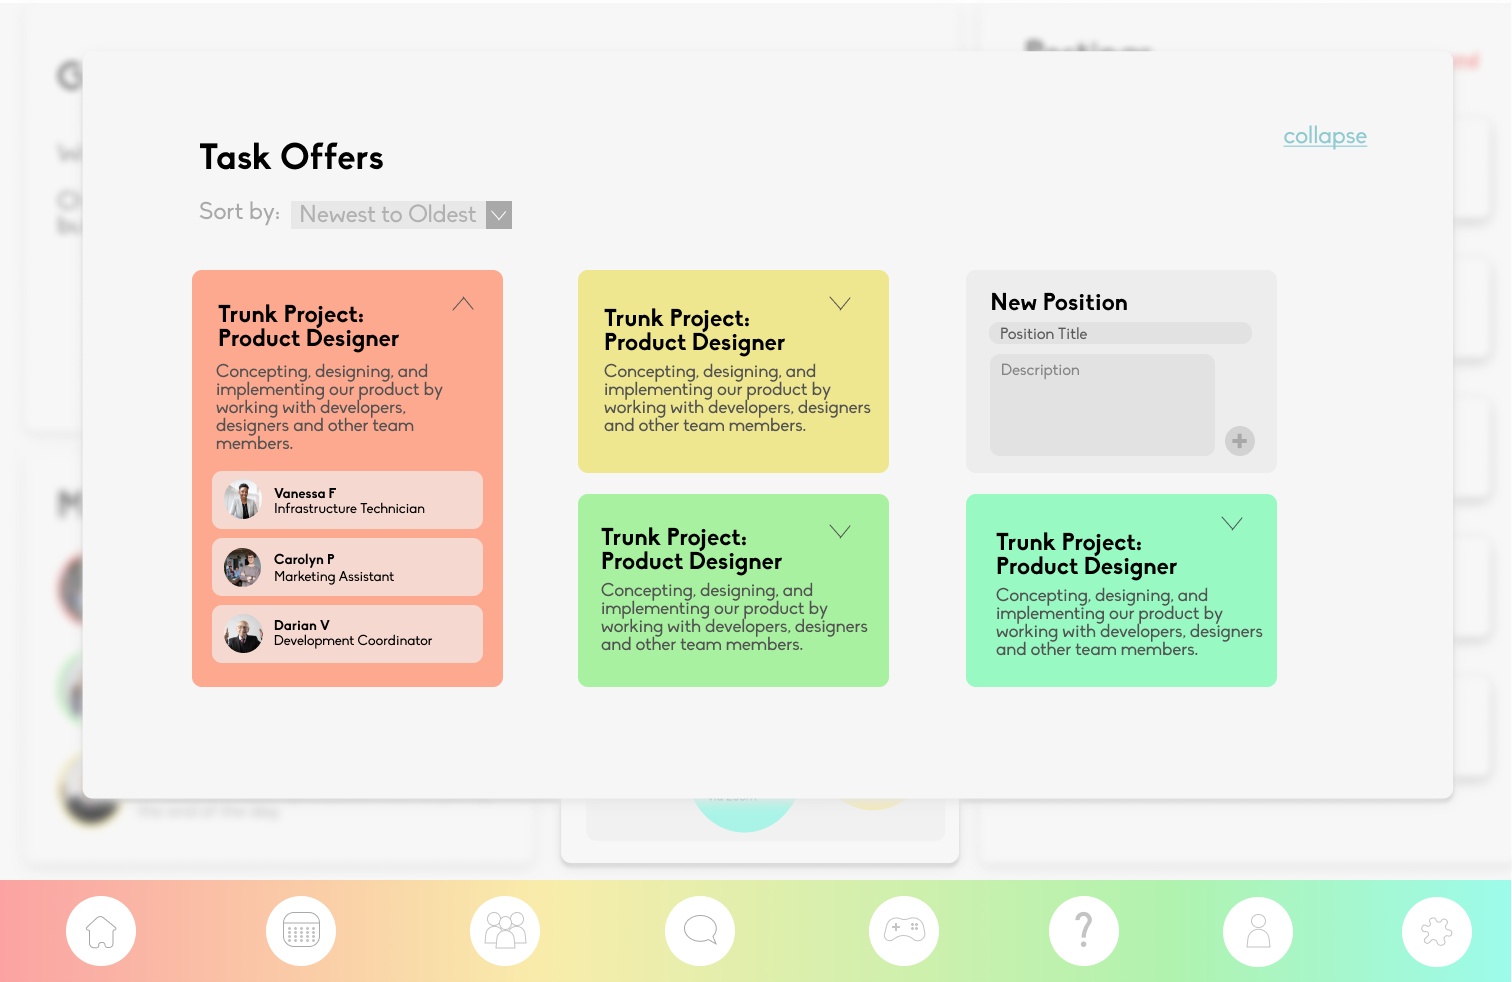 Task Offers
collapse
Sort by: Newest to Oldest
Trunk Project:
Product Designer
Concepting, designing, and
implementing our product by
working with developers,
designers and other team
members.
Vanessa F
Infrastructure Technician
Carolyn P
Marketing Assistant
Darian V
Development Coordinator
Trunk Project:
Product Designer
Concepting, designing, and
implementing our product by
working with developers, designers
and other team members.
Trunk Project:
Product Designer
Concepting, designing, and
implementing our product by
working with developers, designers
and other team members.
New Position
Position Title
Description
Trunk Project:
Product Designer
Concepting, designing, and
implementing our product by
working with developers, designers
and other team members.
the end of the day.
?